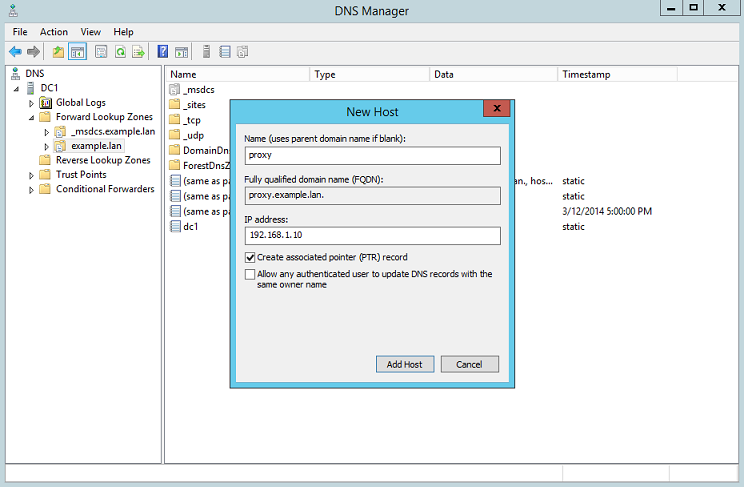 DNS Manager
File Action View Help
DNS
DC1
Global Logs
Forward Lookup Zones
_msdcs.example.lan
example.lan
Reverse Lookup Zones
Trust Points
Conditional Forwarders
Name Type Data Timestamp
_msdcs
_sites
_tcp
_udp
DomainDn
ForestDnsZ
(same as pa an., hos... static
(same as pa static
(same as pa 3/12/2014 5:00:00 PM
dc1 static
New Host
x
Name (uses parent domain name if blank):
proxy
Fully qualified domain name (FQDN):
proxy.example.lan.
IP address:
192.168.1.10
Create associated pointer (PTR) record
Allow any authenticated user to update DNS records with the
same owner name
Add Host Cancel